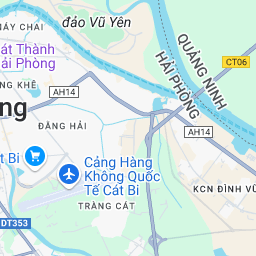 đảo Vũ Yên
ÁY CHAI
CT06
át Thành
ải Phòng
QUẢNG NINH
HẢI PHÒNG
G KHÊ
AH14
ng
ĐẰNG HẢI
AH14
t Bi
Cảng Hàng
Không Quốc
Tế Cát Bi
KCN ĐÌNH VŨ
TRÀNG CÁT
DT353